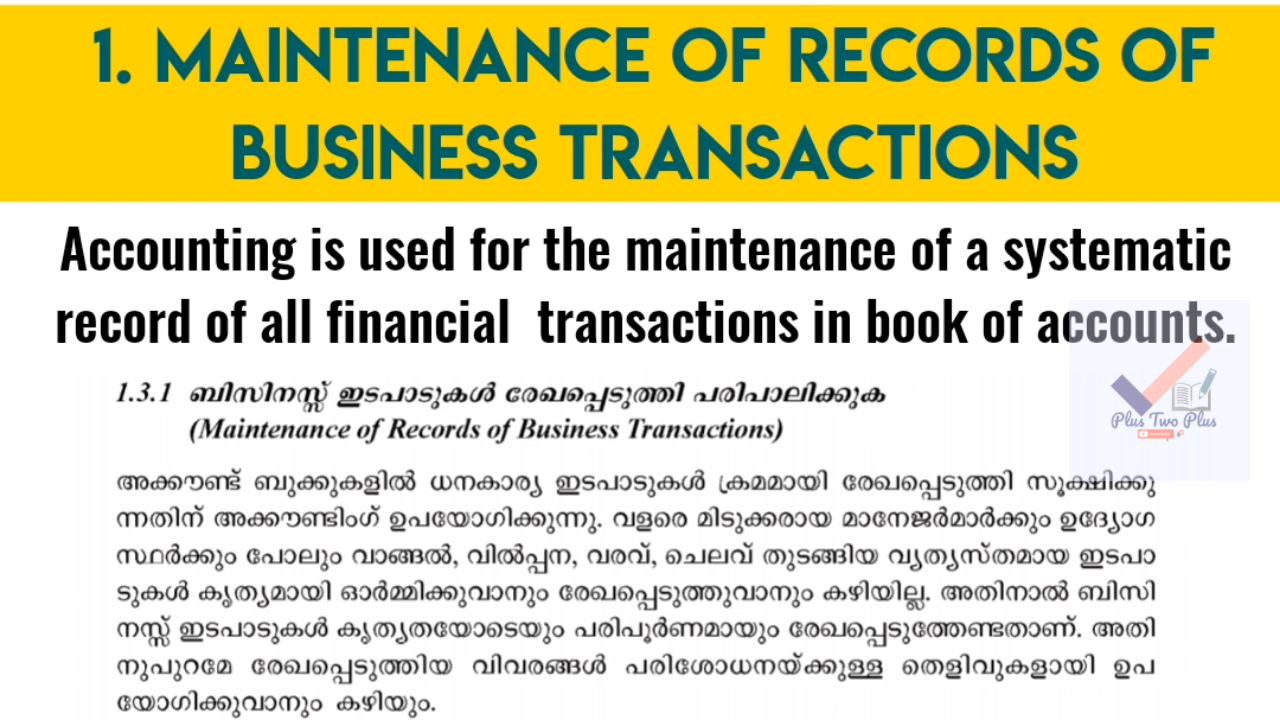 1. MAINTENANCE OF RECORDS OF
BUSINESS TRANSACTIONS
Accounting is used for the maintenance of a systematic
record of all financial transactions in book of accounts.
1.3.1 ബിസിനസ്സ് ഇടപാടുകൾ രേഖപ്പെടുത്തി പരിപാലിക്കുക
(Maintenance of Records of Business Transactions)
Plus Two Plus
അക്കൗണ്ട് ബുക്കുകളിൽ ധനകാര്യ ഇടപാടുകൾ ക്രമമായി രേഖപ്പെടുത്തി സൂക്ഷിക്കു
ന്നതിന് അക്കൗണ്ടിംഗ് ഉപയോഗിക്കുന്നു. വളരെ മിടുക്കരായ മാനേജർമാർക്കും ഉദ്യോഗ
സ്ഥർക്കും പോലും വാങ്ങൽ, വിൽപ്പന, വരവ്, ചെലവ് തുടങ്ങിയ വ്യത്യസ്തമായ ഇടപാ
ടുകൾ കൃത്യമായി ഓർമ്മിക്കുവാനും രേഖപ്പെടുത്തുവാനും കഴിയില്ല. അതിനാൽ ബിസി
നസ്സ് ഇടപാടുകൾ കൃത്യതയോടെയും പരിപൂർണമായും രേഖപ്പെടുത്തേണ്ടതാണ്. അതി
നുപുറമേ രേഖപ്പെടുത്തിയ വിവരങ്ങൾ പരിശോധനയ്ക്കുള്ള തെളിവുകളായി ഉപ
യോഗിക്കുവാനും കഴിയും.